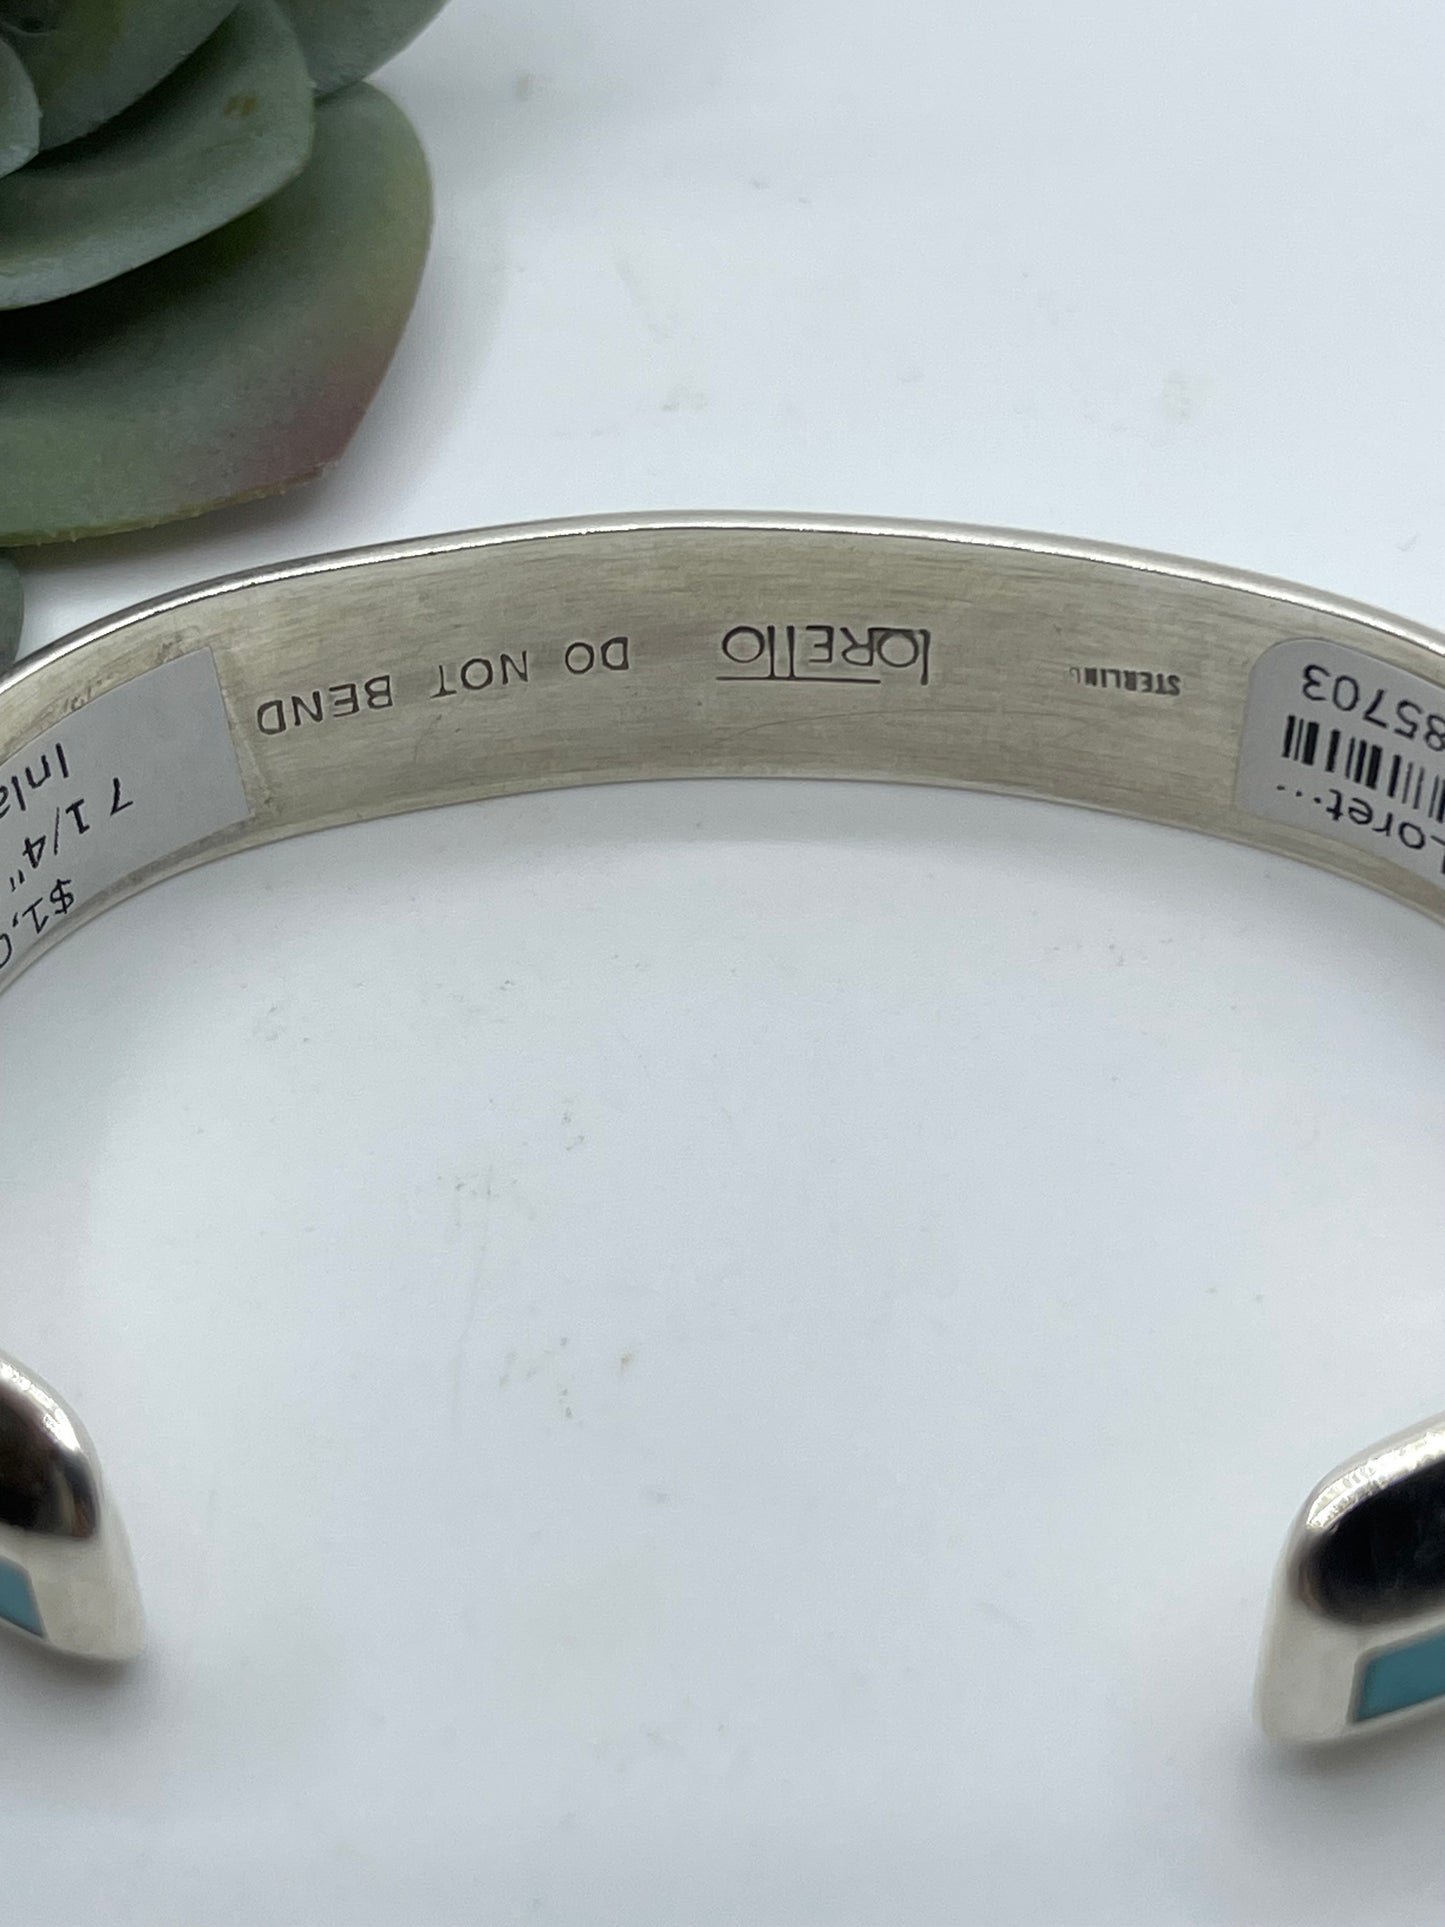 STERLING
LORETTO
DO NOT BEND
85703
Loret...
$1,0
7 1/4"
Inla